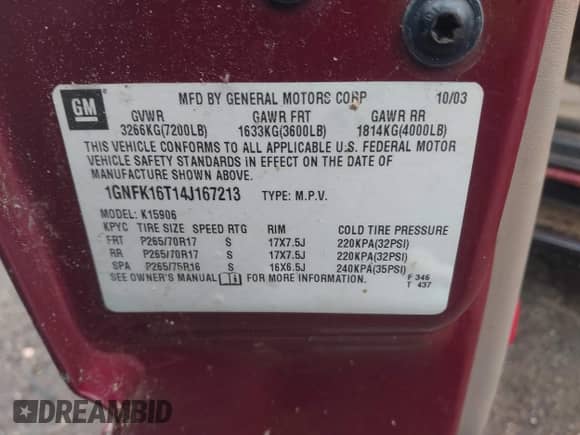 GM
MFD BY GENERAL MOTORS CORP 10/03
GVWR GAWR FRT GAWR RR
3266KG(7200LB) 1633KG(3600LB) 1814KG(4000LB)
THIS VEHICLE CONFORMS TO ALL APPLICABLE U.S. FEDERAL MOTOR
VEHICLE SAFETY STANDARDS IN EFFECT ON THE DATE OF
MANUFACTURE SHOWN ABOVE.
1GNFK16T14J167213 TYPE: M.P.V.
MODEL: K15906
KPYC TIRE SIZE SPEED RTG RIM COLD TIRE PRESSURE
FRT P265/70R17 S 17X7.5J 220KPA(32PSI)
RR P265/70R17 S 17X7.5J 220KPA(32PSI)
SPA P265/75R16 S 16X6.5J 240KPA(35PSI)
SEE OWNER'S MANUAL FOR MORE INFORMATION. F 346
T 437
DREAMBID